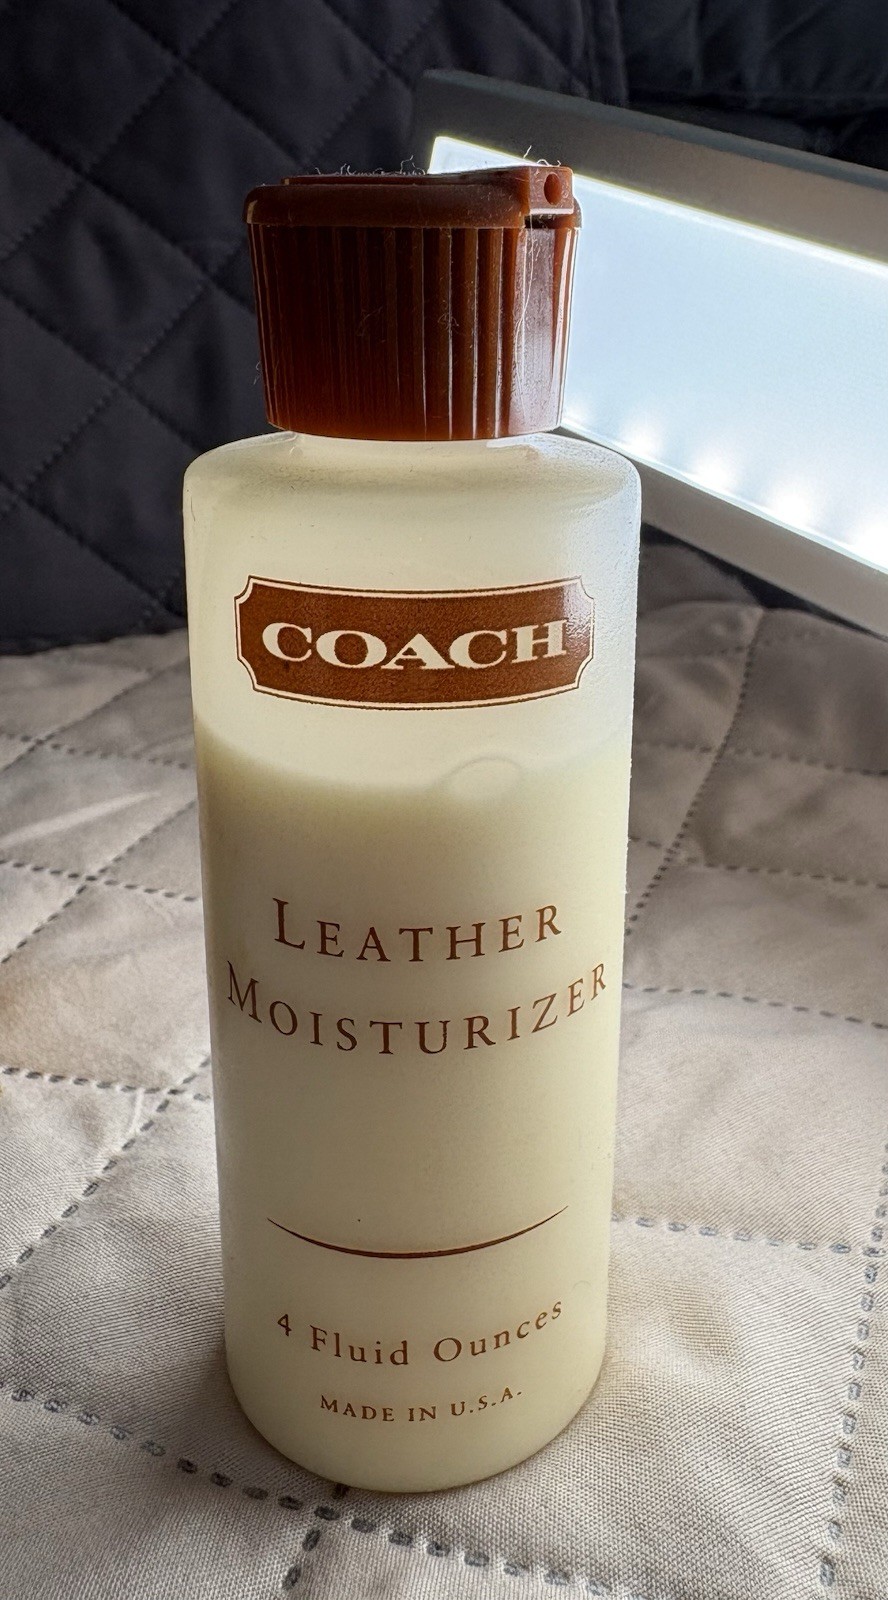 COACH
LEATHER
MOISTURIZER
4 Fluid Ounces
MADE IN U.S.A.